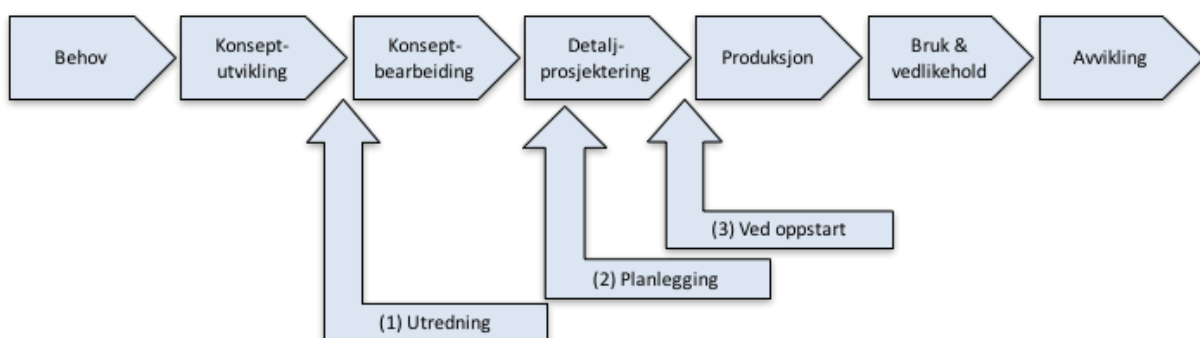 Behov
Konsept-
utvikling
Konsept-
bearbeiding
Detalj-
prosjektering
Produksjon
Bruk &
vedlikehold
Avvikling
(3) Ved oppstart
(2) Planlegging
(1) Utredning